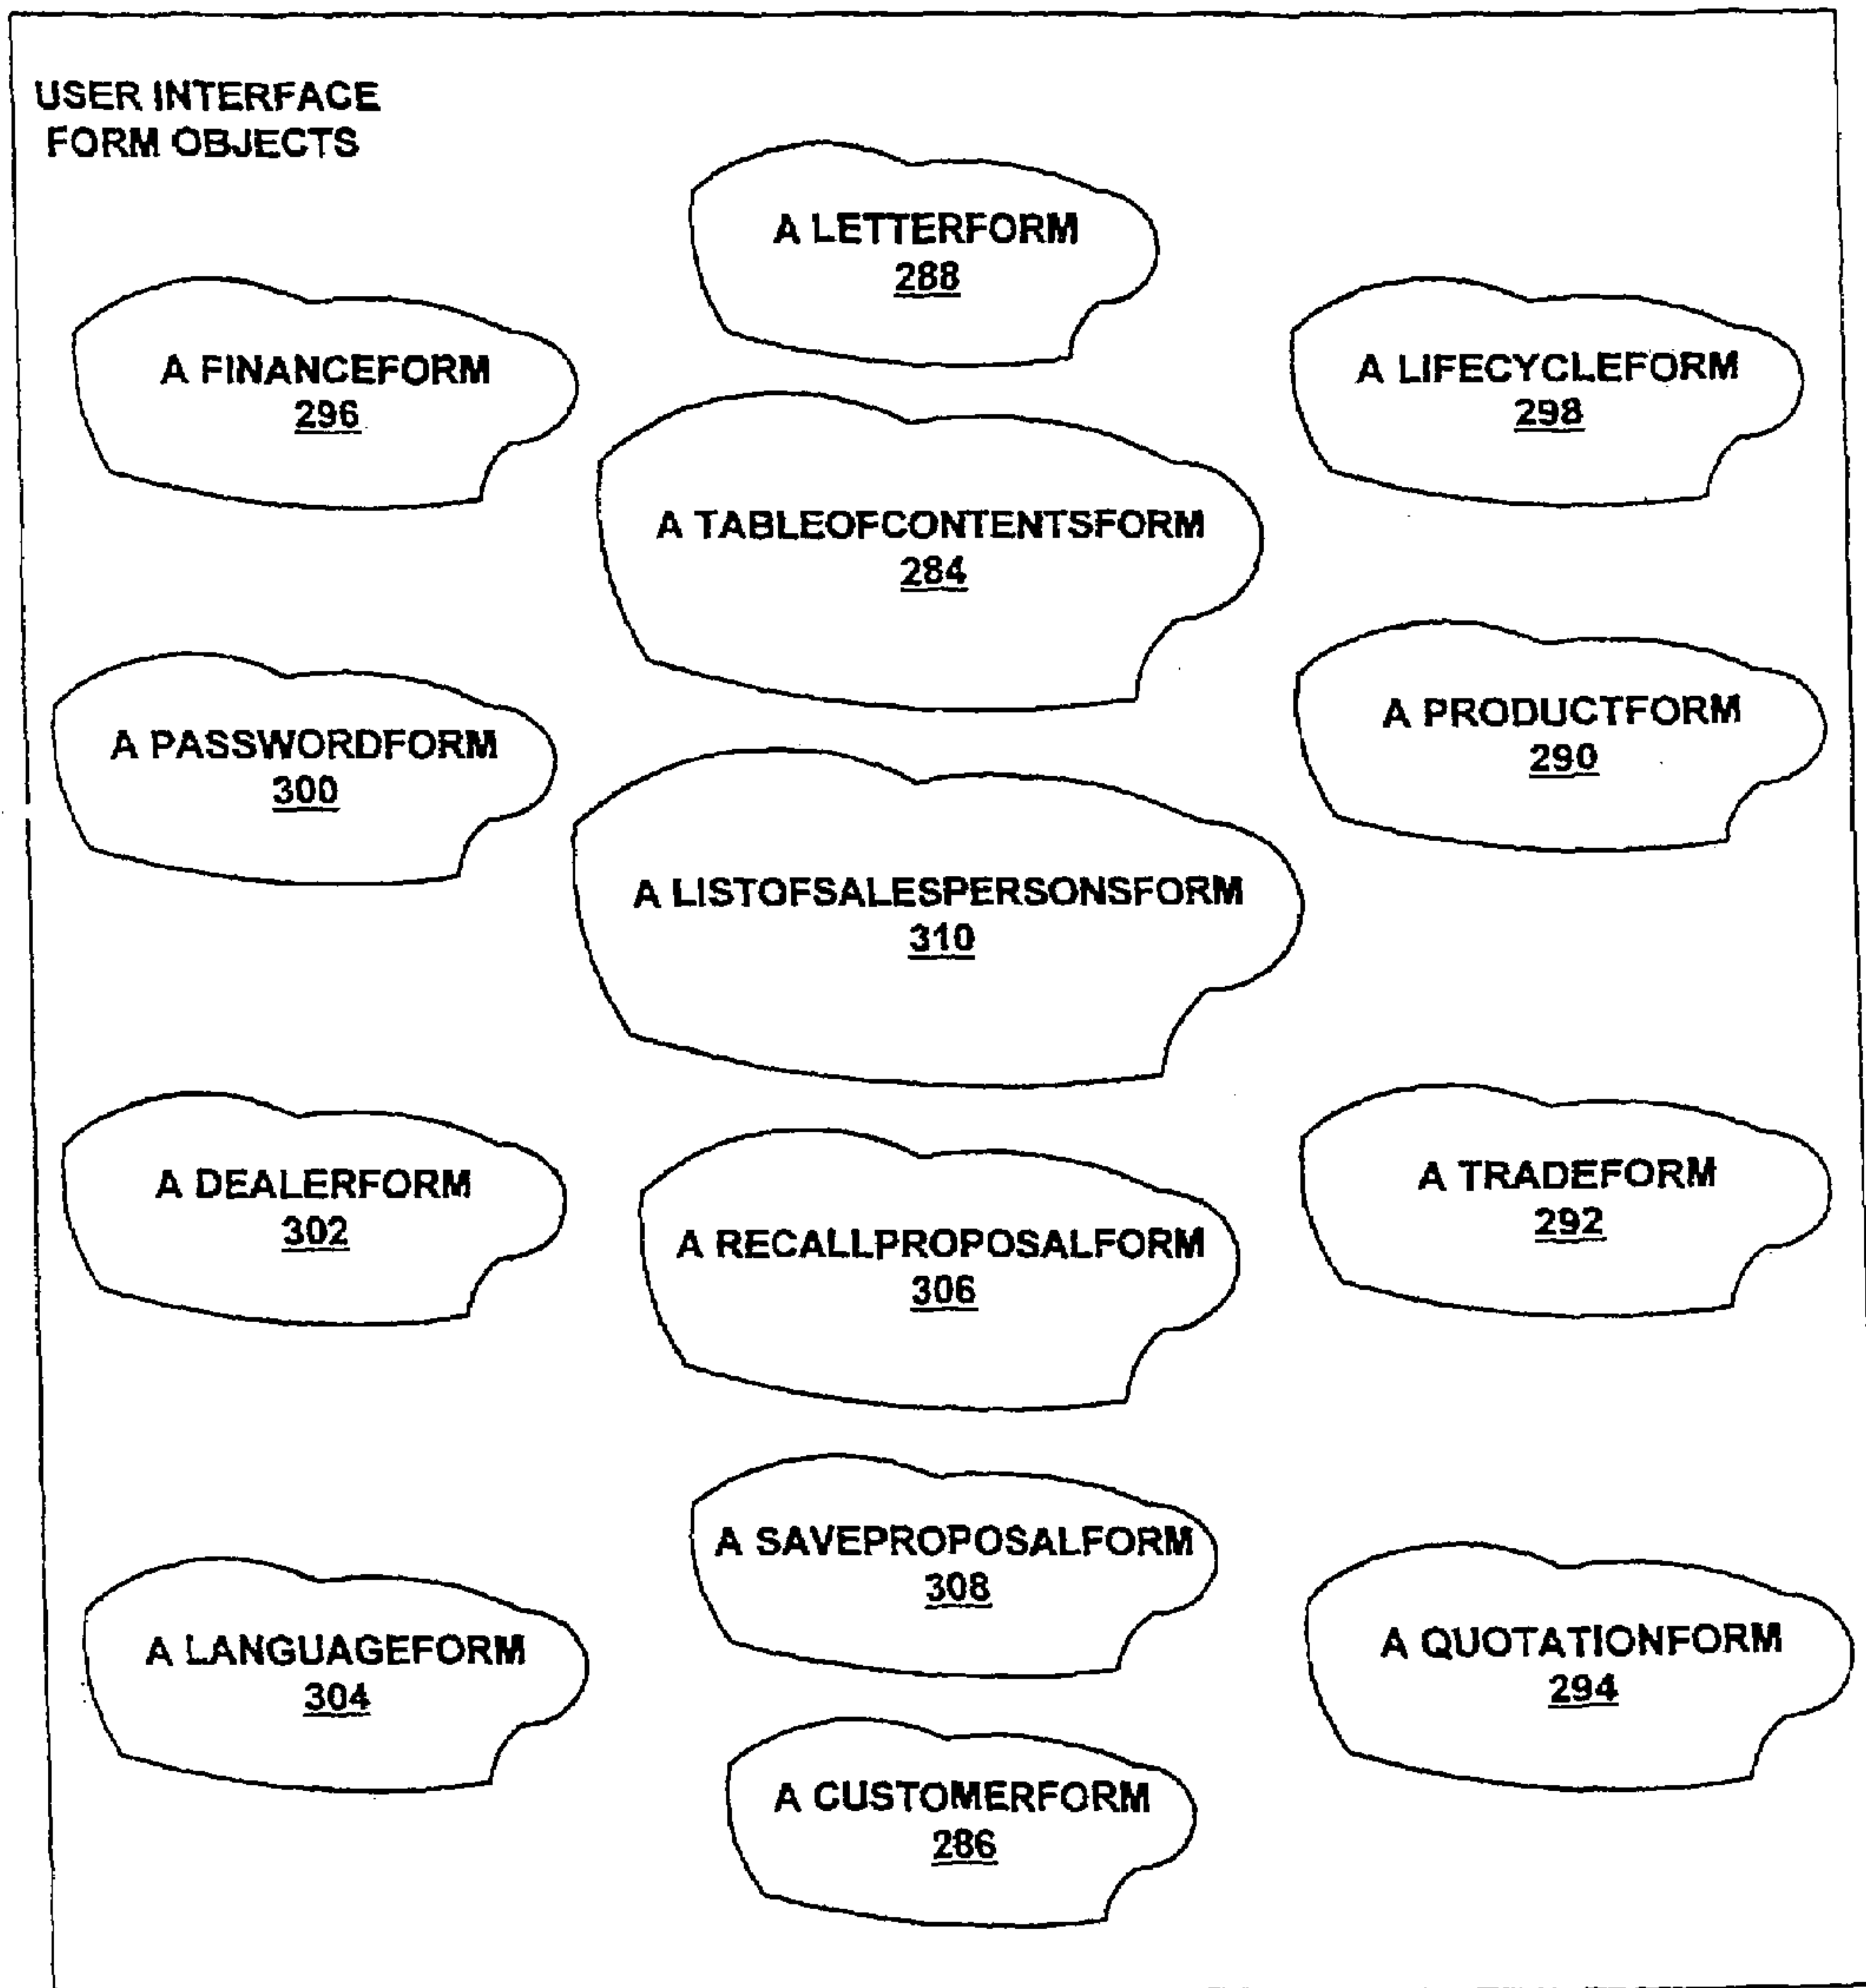 USER INTERFACE
FORM OBJECTS
A LETTERFORM
288
A FINANCEFORM
296
A LIFECYCLEFORM
298
A TABLEOFCONTENTSFORM
284
A PASSWORDFORM
300
A PRODUCTFORM
290
A LISTOFSALESPERSONSFORM
310
A DEALERFORM
302
A RECALLPROPOSALFORM
306
A TRADEFORM
292
A SAVEPROPOSALFORM
308
A LANGUAGEFORM
304
A QUOTATIONFORM
294
A CUSTOMERFORM
286